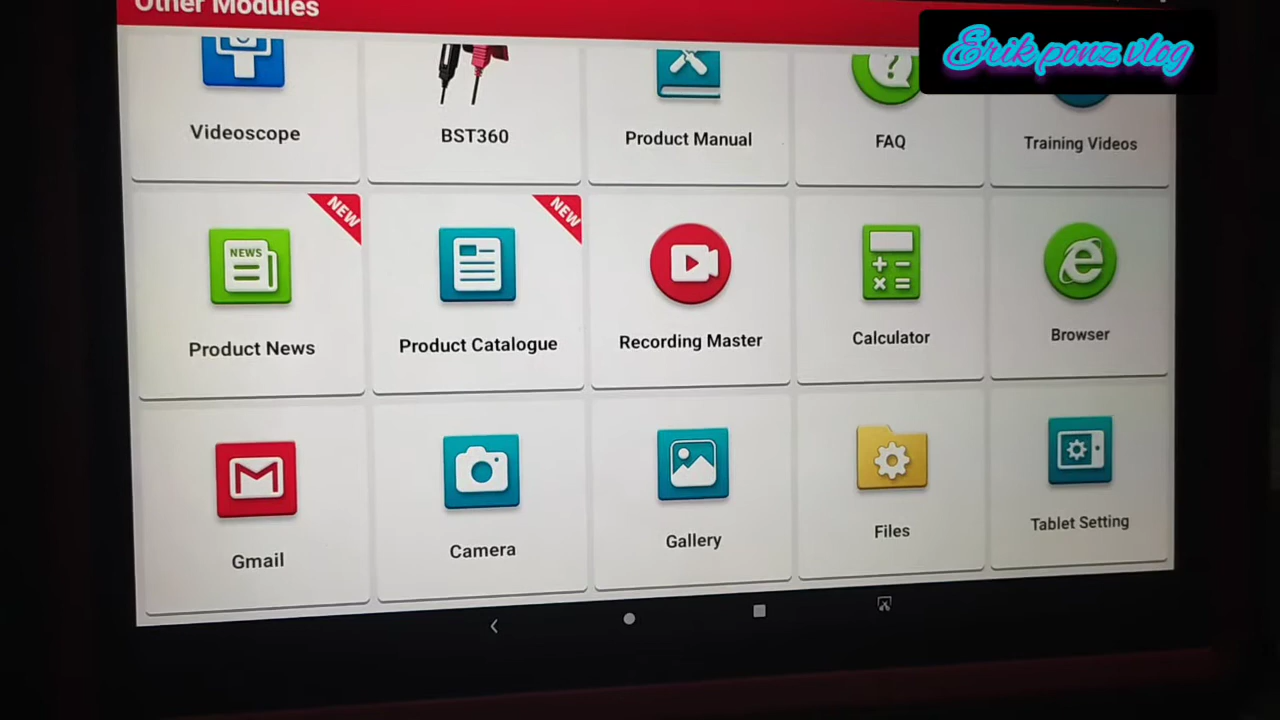 Other Modules
Erik ponz vlog
Videoscope
BST360
Product Manual
?
FAQ
Training Videos
NEW
NEW
NEWS
Product News
Product Catalogue
Recording Master
Calculator
Browser
Gmail
Camera
Gallery
Files
Tablet Setting